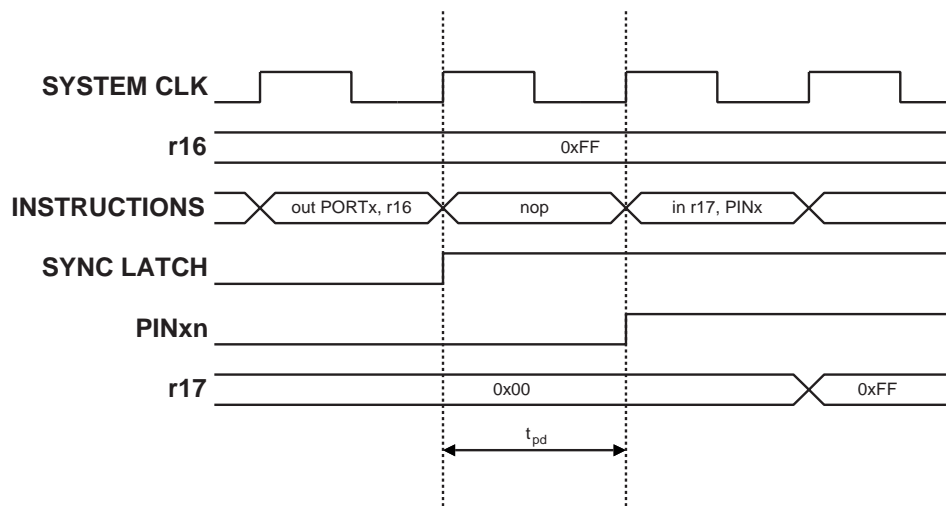 SYSTEM CLK
r16
0xFF
INSTRUCTIONS
out PORTx, r16
nop
in r17, PINx
SYNC LATCH
PINxn
r17
0x00
0xFF
tpd